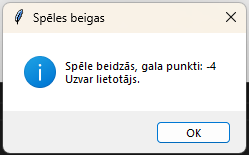 Spēles beigas
Spēle beidzās, gala punkti: -4
Uzvar lietotājs.
OK